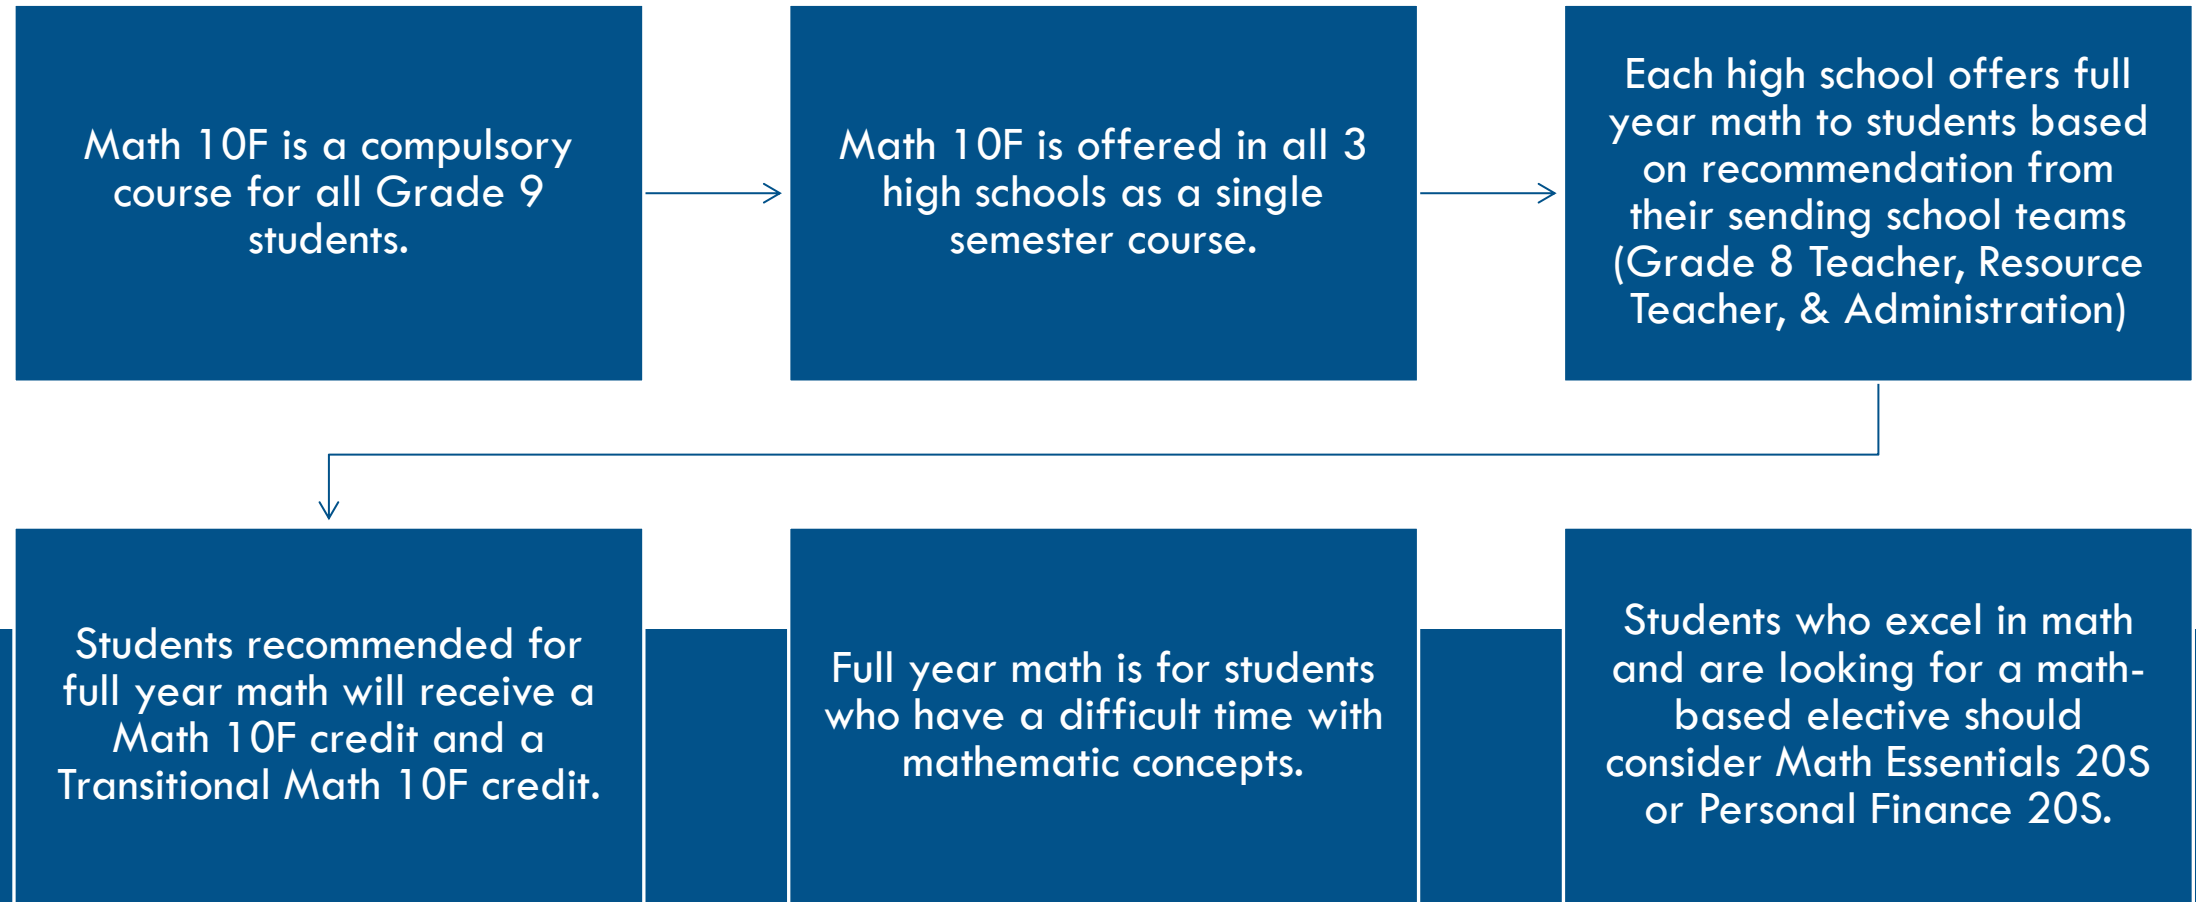 Math 10F is a compulsory
course for all Grade 9
students.
Math 10F is offered in all 3
high schools as a single
semester course.
Each high school offers full
year math to students based
on recommendation from
their sending school teams
(Grade 8 Teacher, Resource
Teacher, & Administration)
Students recommended for
full year math will receive a
Math 10F credit and a
Transitional Math 10F credit.
Full year math is for students
who have a difficult time with
mathematic concepts.
Students who excel in math
and are looking for a math-
based elective should
consider Math Essentials 20S
or Personal Finance 20S.